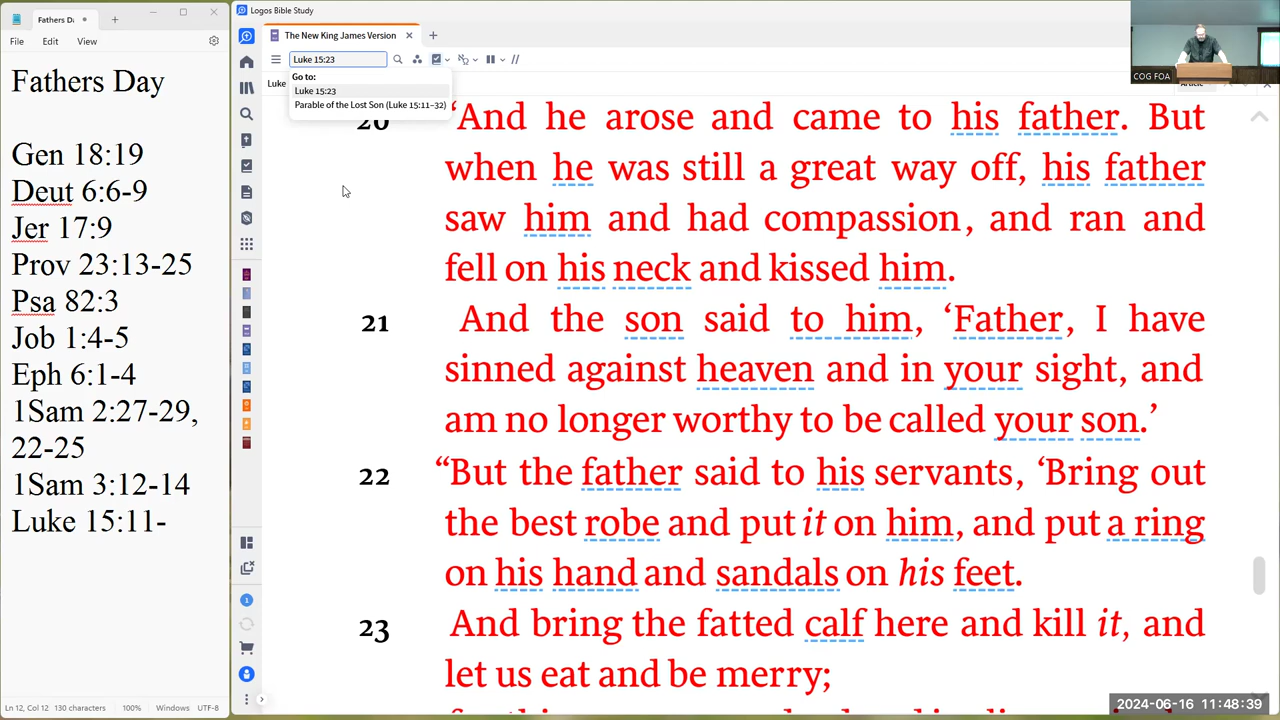 Fathers Da
File
Edit
View
Fathers Day
Gen 18:19
Deut 6:6-9
Jer 17:9
Prov 23:13-25
Psa 82:3
Job 1:4-5
Eph 6:1-4
1Sam 2:27-29,
22-25
1Sam 3:12-14
Luke 15:11-
Ln 12, Col 12
130 characters
100%
Windows
UTF-8
Logos Bible Study
The New King James Version
Luke 15:23
Luke
Go to:
Luke 15:23
Parable of the Lost Son (Luke 15:11–32)
20 “And he arose and came to his father. But
when he was still a great way off, his father
saw him and had compassion, and ran and
fell on his neck and kissed him.
21 And the son said to him, ‘Father, I have
sinned against heaven and in your sight, and
am no longer worthy to be called your son.’
22 “But the father said to his servants, ‘Bring out
the best robe and put it on him, and put a ring
on his hand and sandals on his feet.
23 And bring the fatted calf here and kill it, and
let us eat and be merry;
1
COG FOA
2024-06-16 11:48:39